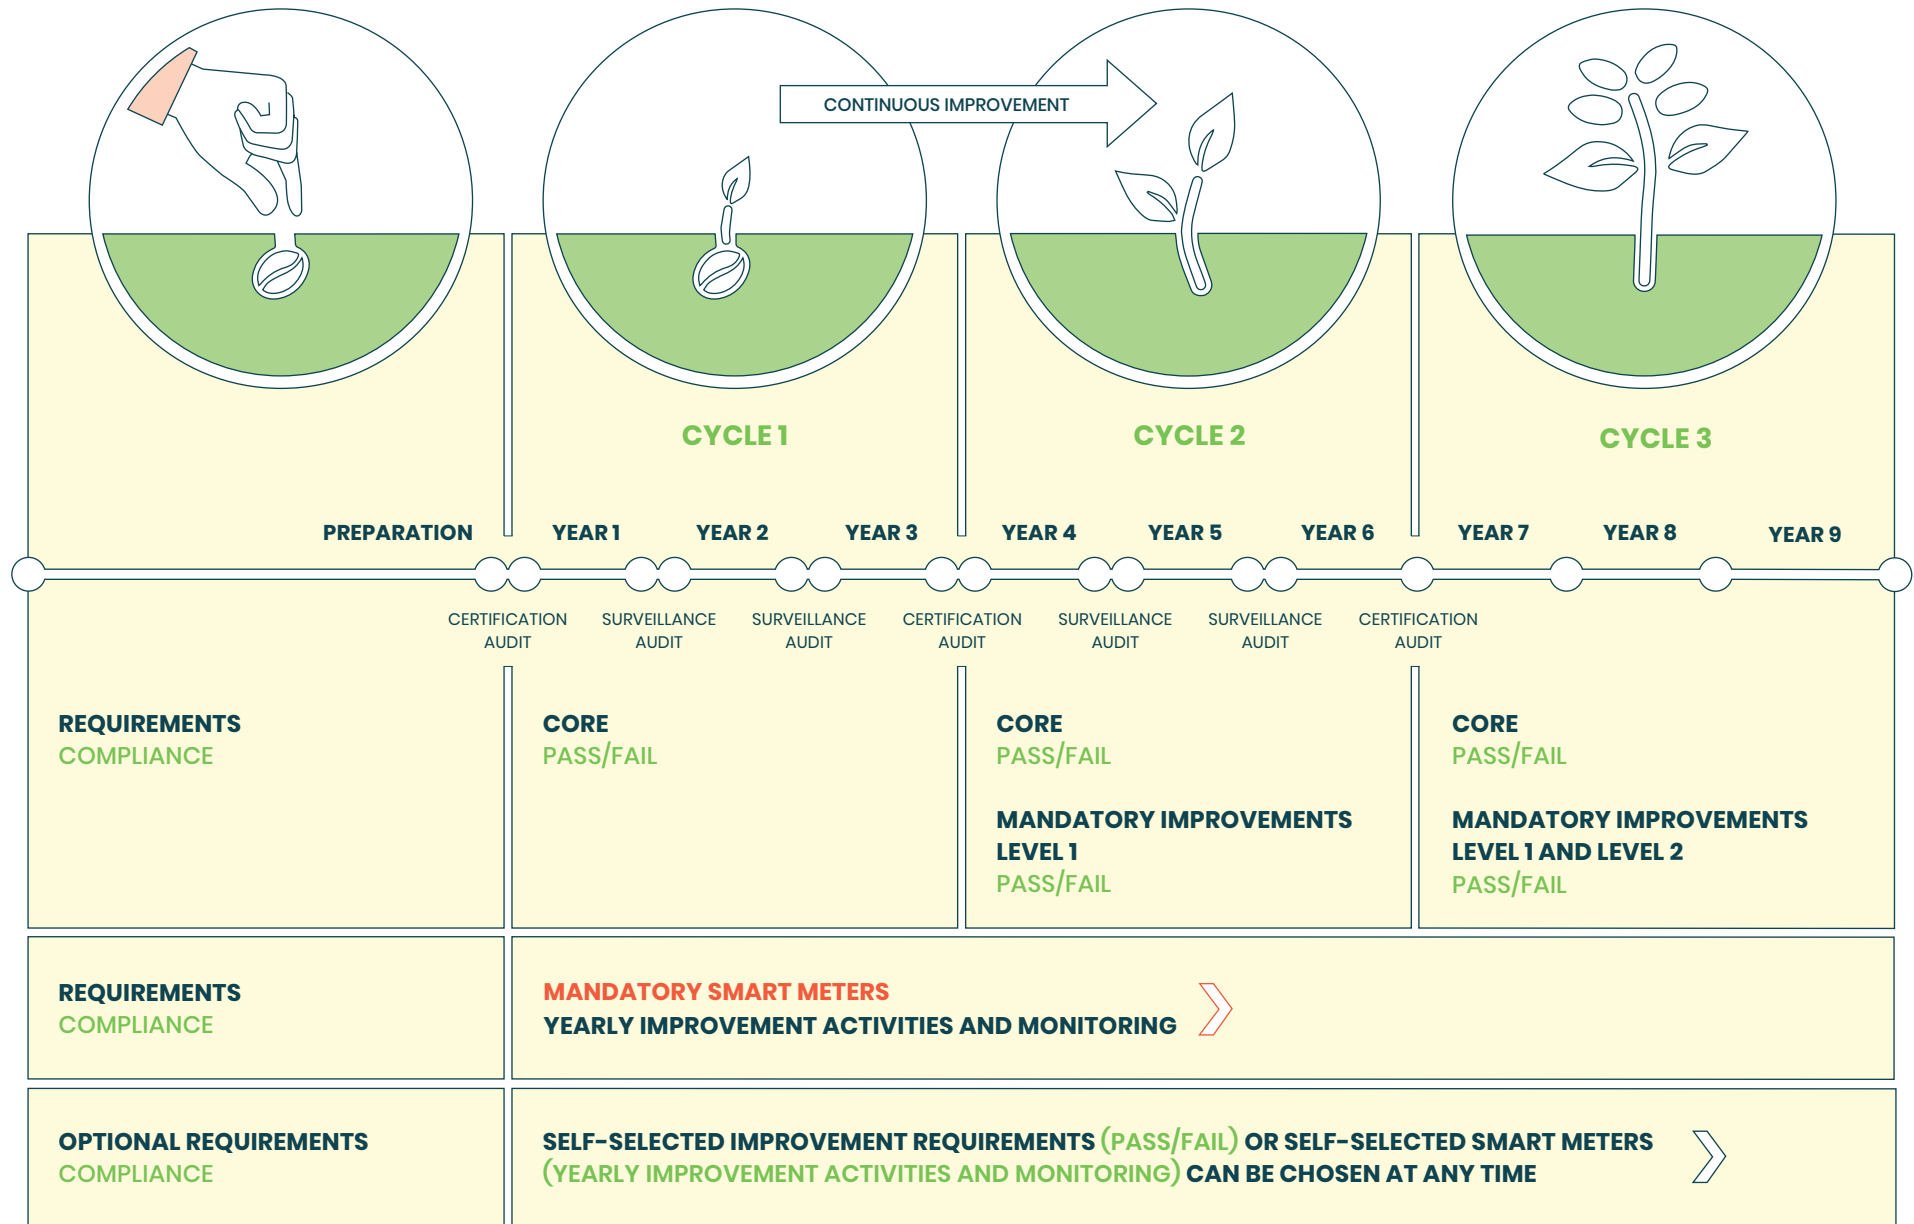 CONTINUOUS IMPROVEMENT
CYCLE 1
CYCLE 2
CYCLE 3
PREPARATION
YEAR 1
YEAR 2
YEAR 3
YEAR 4
YEAR 5
YEAR 6
YEAR 7
YEAR 8
YEAR 9
CERTIFICATION
AUDIT
SURVEILLANCE
AUDIT
SURVEILLANCE
AUDIT
CERTIFICATION
AUDIT
SURVEILLANCE
AUDIT
SURVEILLANCE
AUDIT
CERTIFICATION
AUDIT
REQUIREMENTS
COMPLIANCE
CORE
PASS/FAIL
CORE
PASS/FAIL
MANDATORY IMPROVEMENTS
LEVEL 1
PASS/FAIL
CORE
PASS/FAIL
MANDATORY IMPROVEMENTS
LEVEL 1 AND LEVEL 2
PASS/FAIL
REQUIREMENTS
COMPLIANCE
MANDATORY SMART METERS
YEARLY IMPROVEMENT ACTIVITIES AND MONITORING
OPTIONAL REQUIREMENTS
COMPLIANCE
SELF-SELECTED IMPROVEMENT REQUIREMENTS (PASS/FAIL) OR SELF-SELECTED SMART METERS
(YEARLY IMPROVEMENT ACTIVITIES AND MONITORING) CAN BE CHOSEN AT ANY TIME